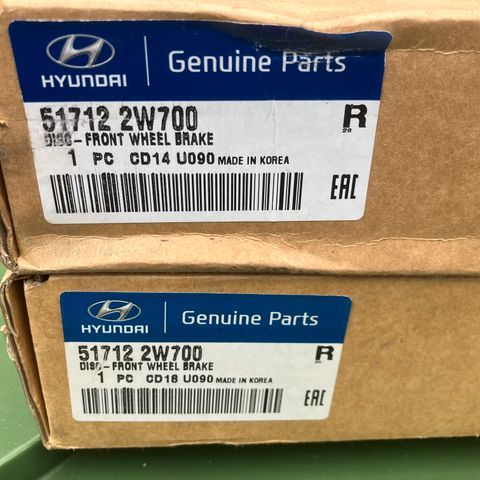 HYUNDAI
Genuine Parts
51712 2W700
R
28
DISC-FRONT WHEEL BRAKE
1 PC CD14 U090 MADE IN KOREA
EAC
HYUNDAI
Genuine Parts
51712 2W700
R
DISC-FRONT WHEEL BRAKE
1 PC CD18 U090 MADE IN KOREA
EAC